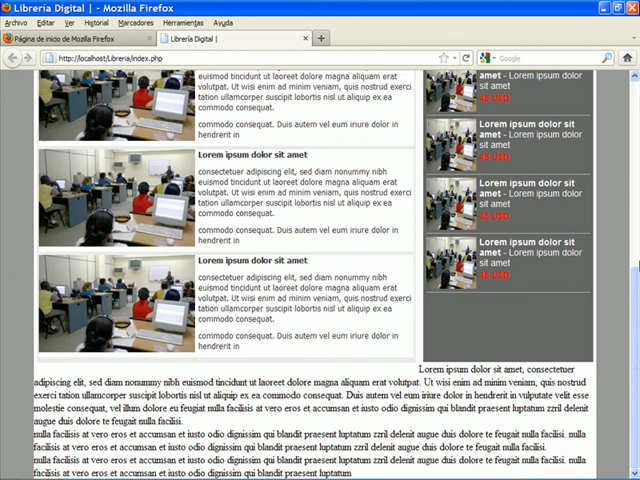 Librería Digital | - Mozilla Firefox
Archivo Editar Ver Historial Marcadores Herramientas Ayuda
Página de inicio de Mozilla Firefox
Librería Digital |
http://localhost/Libreria/index.php
Google
euismod tincidunt ut laoreet dolore magna aliquam erat
volutpat. Ut wisi enim ad minim veniam, quis nostrud exerci
tation ullamcorper suscipit lobortis nisl ut aliquip ex ea
commodo consequat.
commodo consequat. Duis autem vel eum iriure dolor in
hendrerit in
Lorem ipsum dolor sit amet
consectetuer adipiscing elit, sed diam nonummy nibh
euismod tincidunt ut laoreet dolore magna aliquam erat
volutpat. Ut wisi enim ad minim veniam, quis nostrud exerci
tation ullamcorper suscipit lobortis nisl ut aliquip ex ea
commodo consequat.
commodo consequat. Duis autem vel eum iriure dolor in
hendrerit in
Lorem ipsum dolor sit amet
consectetuer adipiscing elit, sed diam nonummy nibh
euismod tincidunt ut laoreet dolore magna aliquam erat
volutpat. Ut wisi enim ad minim veniam, quis nostrud exerci
tation ullamcorper suscipit lobortis nisl ut aliquip ex ea
commodo consequat.
commodo consequat. Duis autem vel eum iriure dolor in
hendrerit in
amet - Lorem ipsum dolor
sit amet
45 USD
Lorem ipsum dolor sit
amet - Lorem ipsum dolor
sit amet
45 USD
Lorem ipsum dolor sit
amet - Lorem ipsum dolor
sit amet
45 USD
Lorem ipsum dolor sit
amet - Lorem ipsum dolor
sit amet
45 USD
Lorem ipsum dolor sit amet, consectetuer
adipiscing elit, sed diam nonummy nibh euismod tincidunt ut laoreet dolore magna aliquam erat volutpat. Ut wisi enim ad minim veniam, quis nostrud
exerci tation ullamcorper suscipit lobortis nisl ut aliquip ex ea commodo consequat. Duis autem vel eum iriure dolor in hendrerit in vulputate velit esse
molestie consequat, vel illum dolore eu feugiat nulla facilisis at vero eros et accumsan et iusto odio dignissim qui blandit praesent luptatum zzril delenit
augue duis dolore te feugait nulla facilisi.
nulla facilisis at vero eros et accumsan et iusto odio dignissim qui blandit praesent luptatum zzril delenit augue duis dolore te feugait nulla facilisi. nulla
facilisis at vero eros et accumsan et iusto odio dignissim qui blandit praesent luptatum zzril delenit augue duis dolore te feugait nulla facilisi.
nulla facilisis at vero eros et accumsan et iusto odio dignissim qui blandit praesent luptatum zzril delenit augue duis dolore te feugait nulla facilisi. nulla
facilisis at vero eros et accumsan et iusto odio dignissim qui blandit praesent luptatum